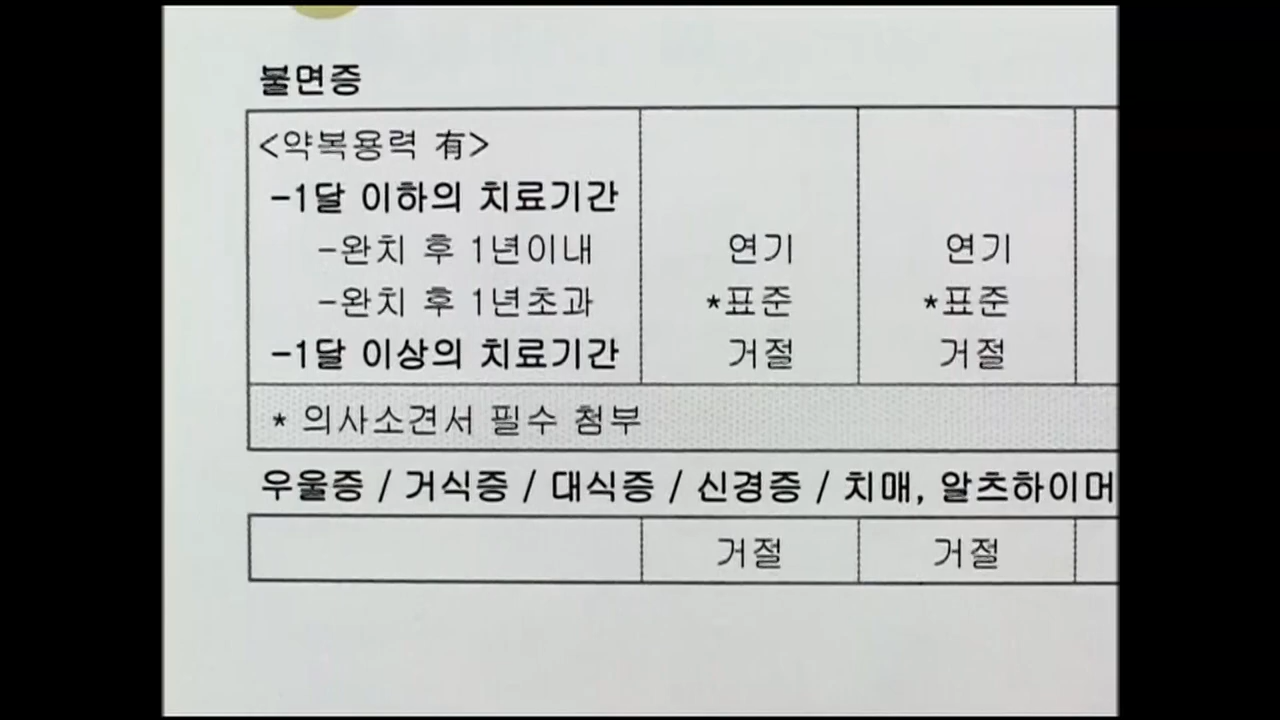 불면증
<약복용력 有>
-1달 이하의 치료기간
-완치 후 1년이내 연기 연기
-완치 후 1년초과 *표준 *표준
-1달 이상의 치료기간 거절 거절
* 의사소견서 필수 첨부
우울증 / 거식증 / 대식증 / 신경증 / 치매, 알츠하이머
거절 거절